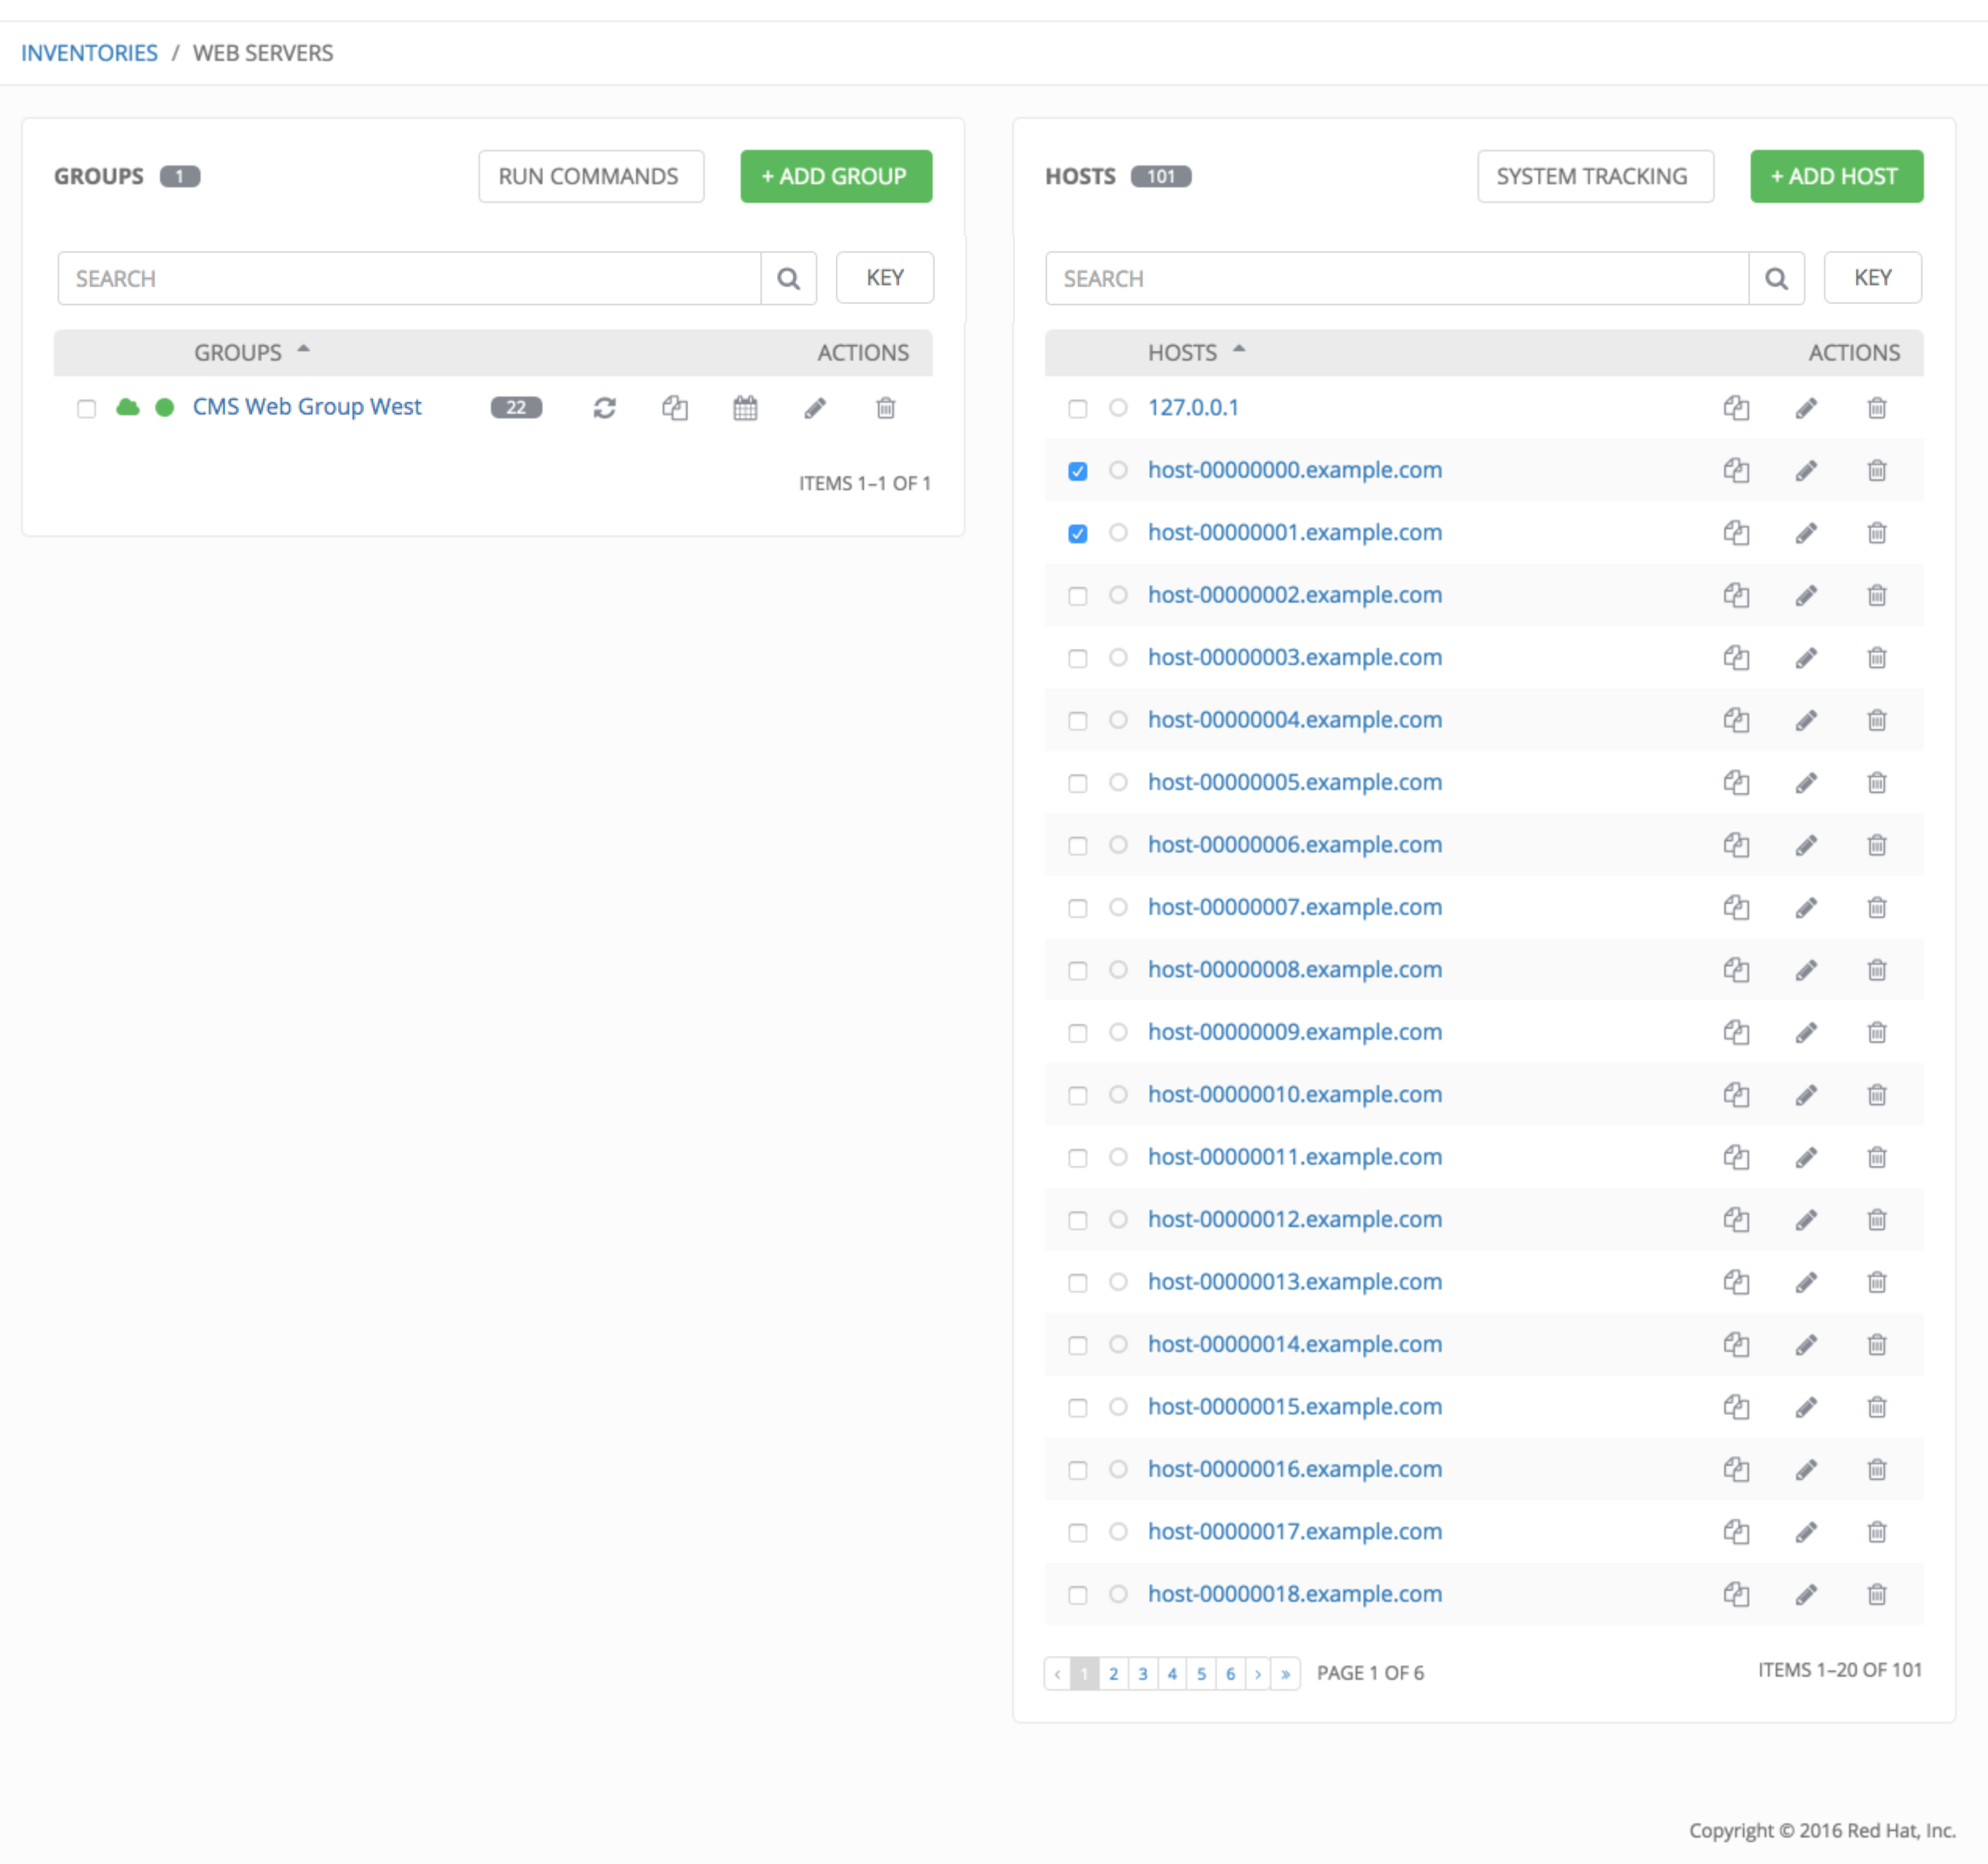 INVENTORIES / WEB SERVERS
GROUPS 1 RUN COMMANDS + ADD GROUP
SEARCH KEY
GROUPS ACTIONS
CMS Web Group West 22
ITEMS 1–1 OF 1
HOSTS 101 SYSTEM TRACKING + ADD HOST
SEARCH KEY
HOSTS ACTIONS
127.0.0.1
host-00000000.example.com
host-00000001.example.com
host-00000002.example.com
host-00000003.example.com
host-00000004.example.com
host-00000005.example.com
host-00000006.example.com
host-00000007.example.com
host-00000008.example.com
host-00000009.example.com
host-00000010.example.com
host-00000011.example.com
host-00000012.example.com
host-00000013.example.com
host-00000014.example.com
host-00000015.example.com
host-00000016.example.com
host-00000017.example.com
host-00000018.example.com
‹ 1 2 3 4 5 6 › » PAGE 1 OF 6 ITEMS 1–20 OF 101
Copyright © 2016 Red Hat, Inc.